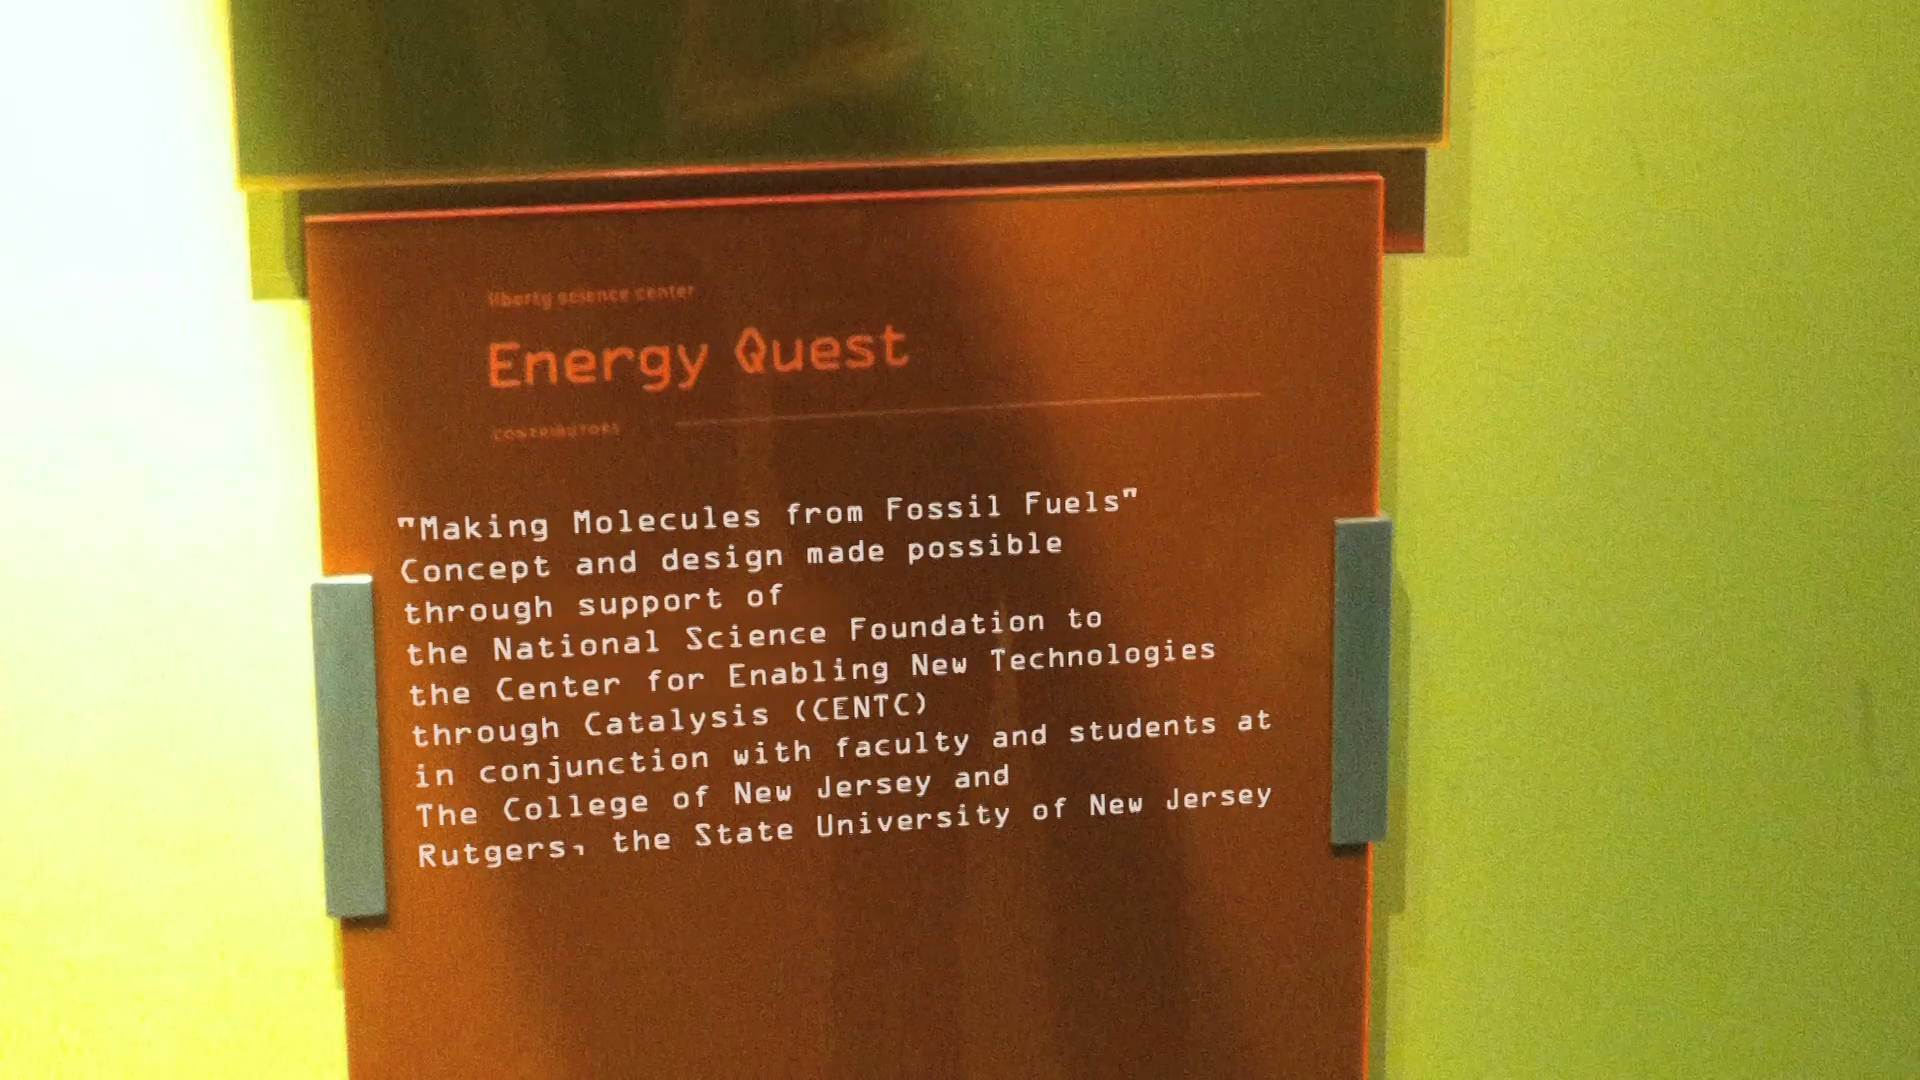 liberty science center
Energy Quest
CONTRIBUTORS
"Making Molecules from Fossil Fuels"
Concept and design made possible
through support of
the National Science Foundation to
the Center for Enabling New Technologies
through Catalysis (CENTC)
in conjunction with faculty and students at
The College of New Jersey and
Rutgers, the State University of New Jersey